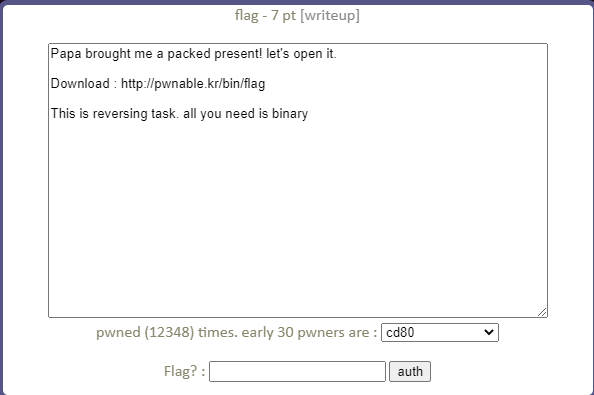 flag - 7 pt [writeup]
Papa brought me a packed present! let's open it.
Download : http://pwnable.kr/bin/flag
This is reversing task. all you need is binary
pwned (12348) times. early 30 pwners are : cd80
Flag? : auth